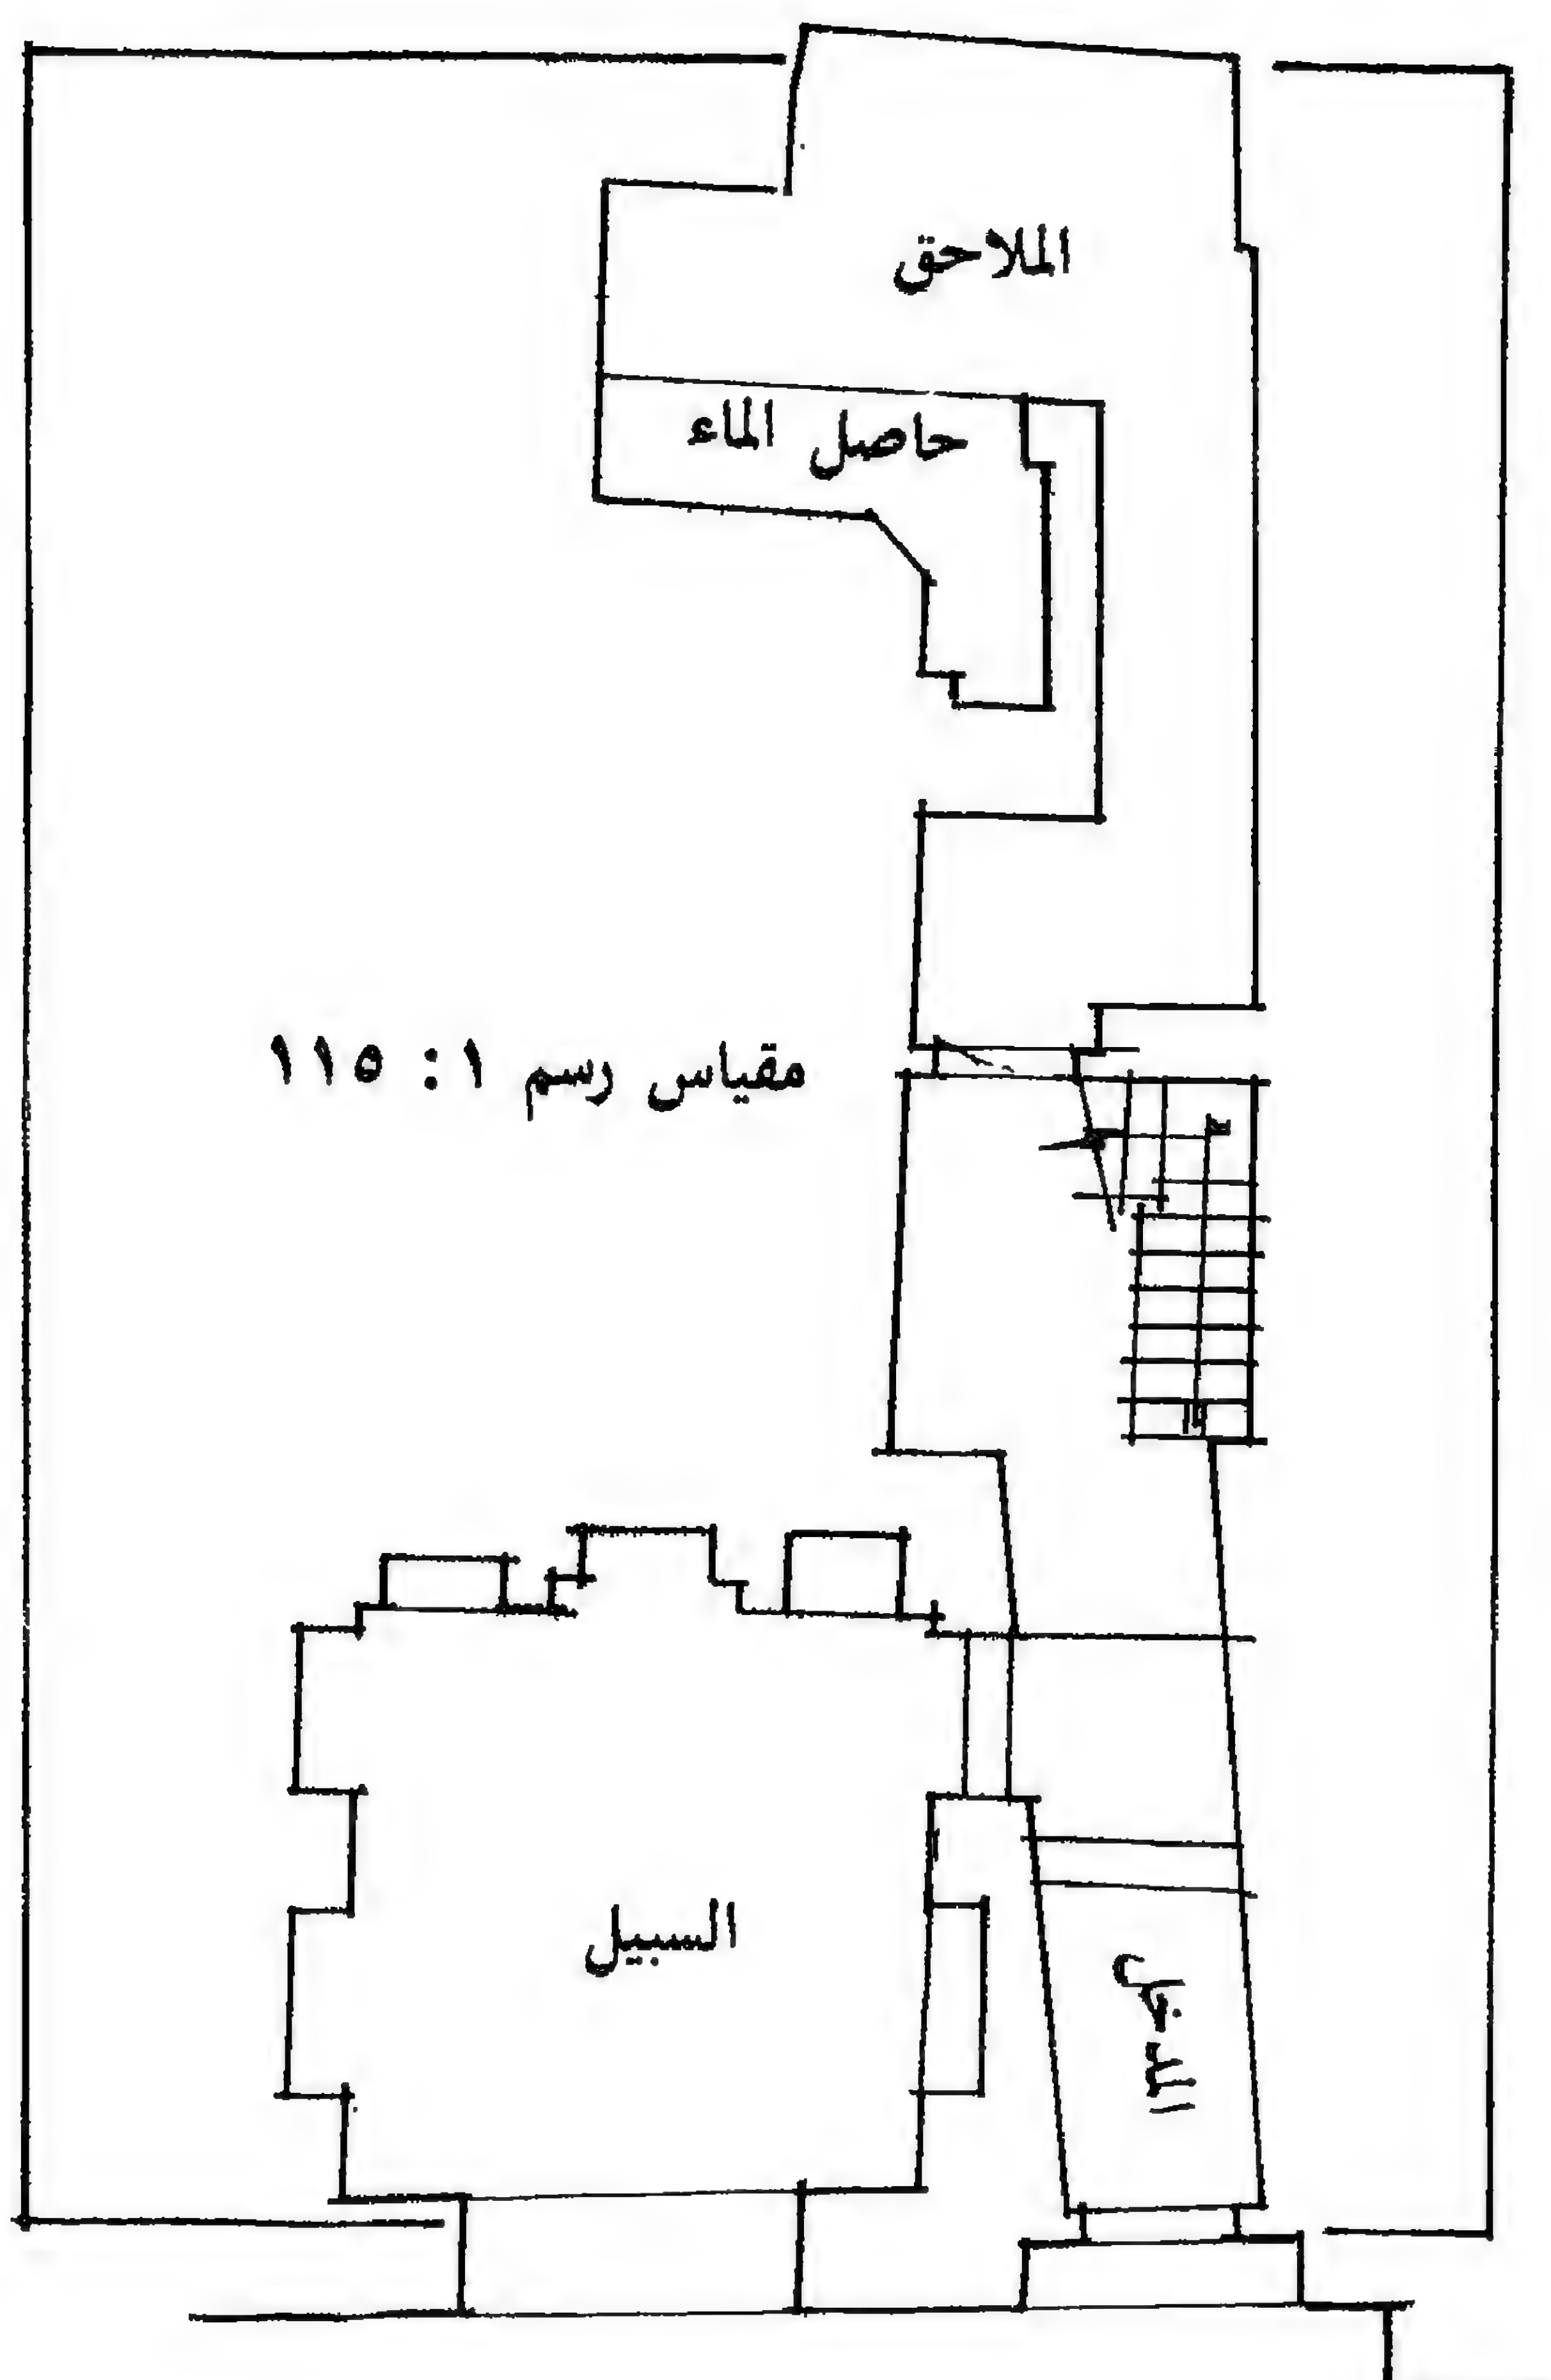 الملاحق
حاصل الماء
مقياس رسم ١ : ١١٥
السبيل
المدخل